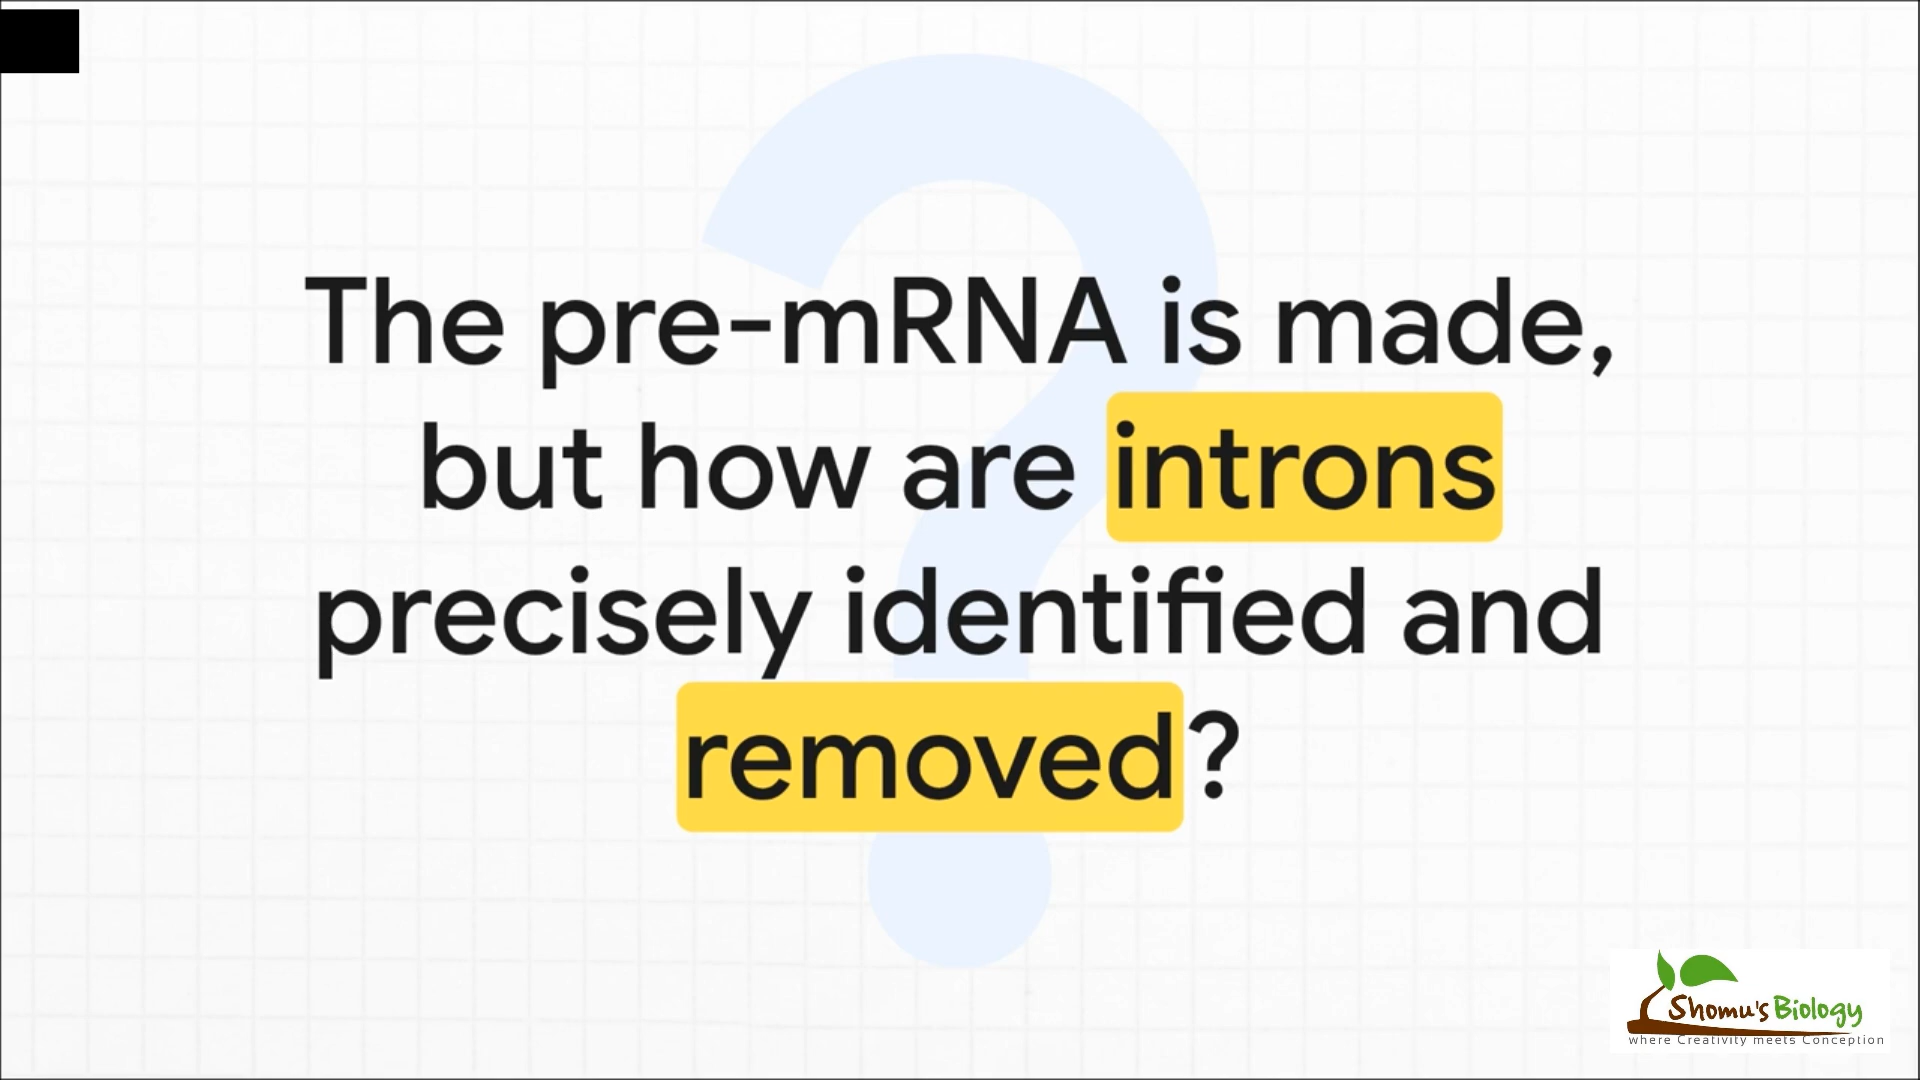 The pre-mRNA is made,
but how are introns
precisely identified and
removed?
Shomu's Biology
where Creativity meets Conception